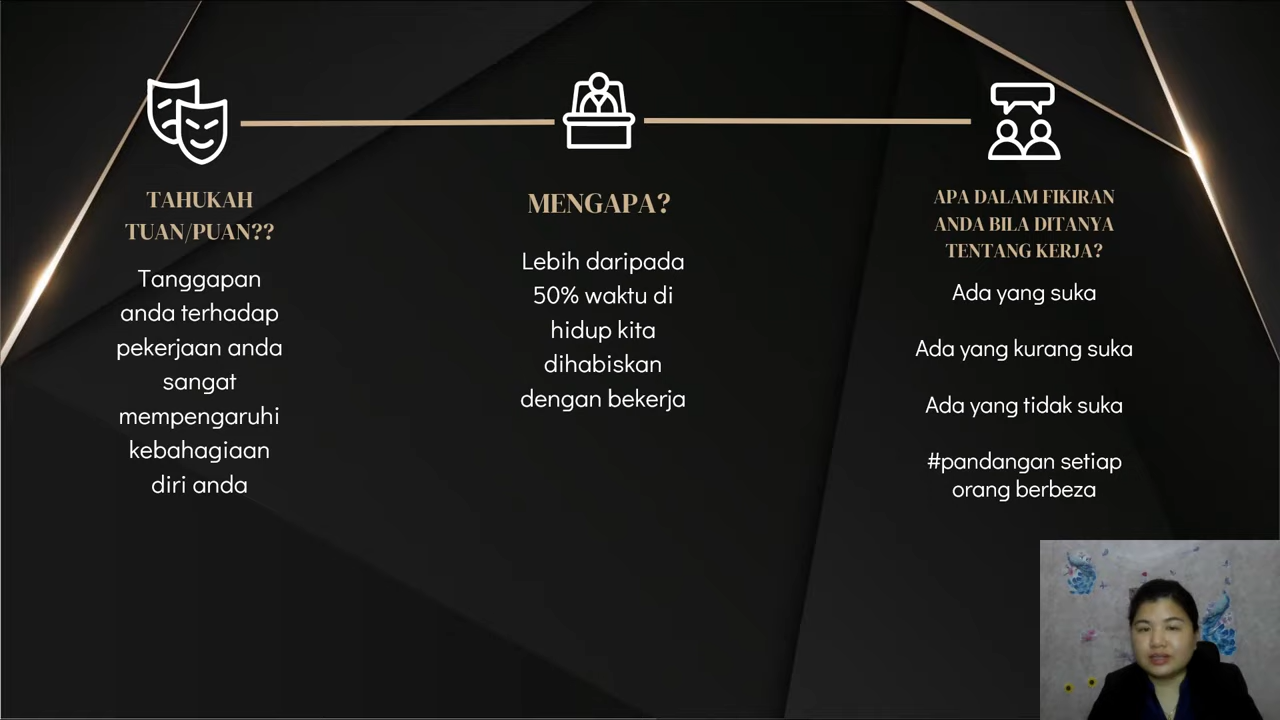 TAHUKAH
TUAN/PUAN??
Tanggapan
anda terhadap
pekerjaan anda
sangat
mempengaruhi
kebahagiaan
diri anda
MENGAPA?
Lebih daripada
50% waktu di
hidup kita
dihabiskan
dengan bekerja
APA DALAM FIKIRAN
ANDA BILA DITANYA
TENTANG KERJA?
Ada yang suka
Ada yang kurang suka
Ada yang tidak suka
#pandangan setiap
orang berbeza